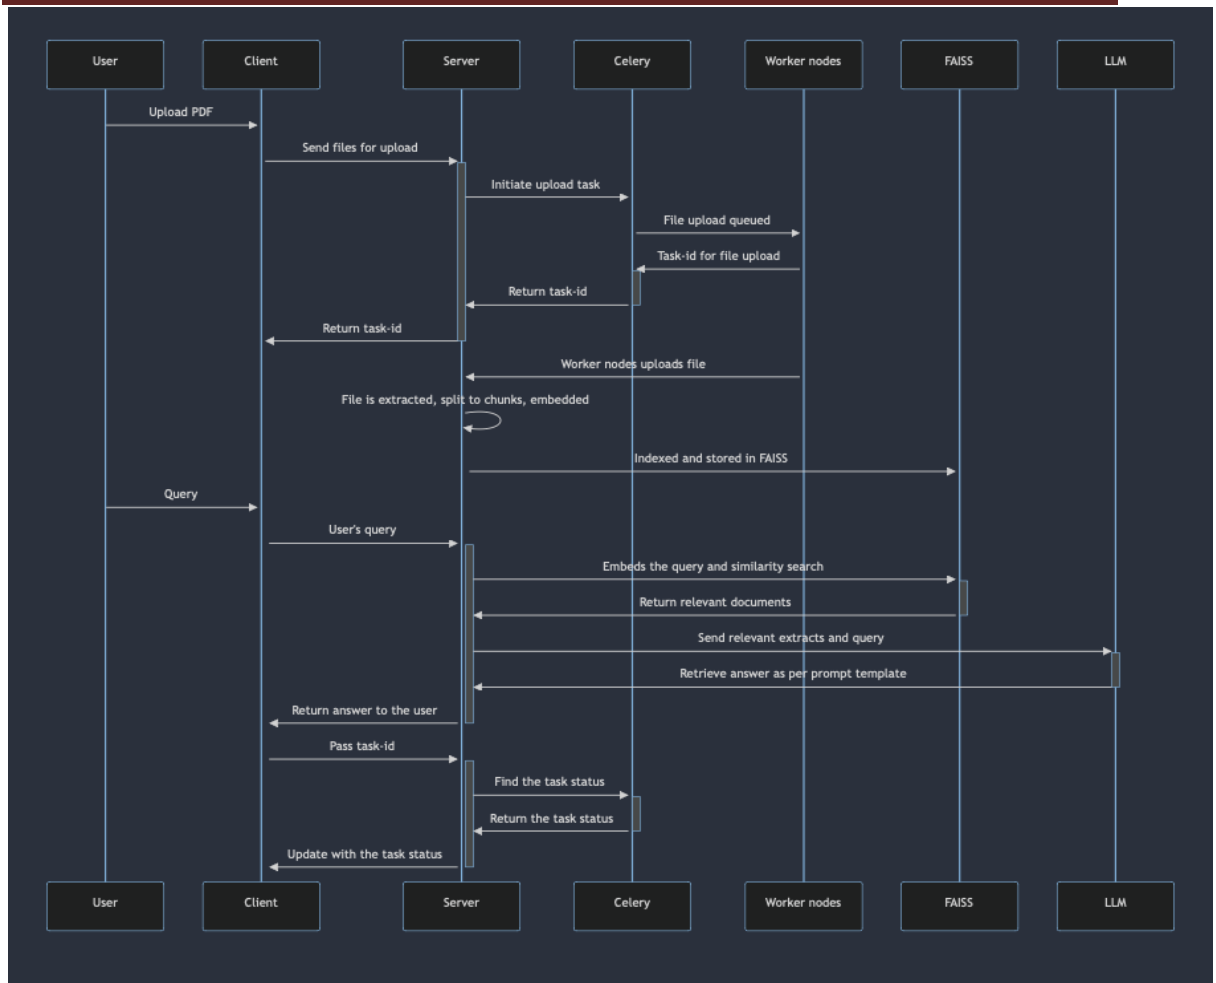 User
Client
Server
Celery
Worker nodes
FAISS
LLM
Upload PDF
Send files for upload
Initiate upload task
File upload queued
Task-id for file upload
Return task-id
Return task-id
Worker nodes uploads file
File is extracted, split to chunks, embedded
Indexed and stored in FAISS
Query
User's query
Embeds the query and similarity search
Return relevant documents
Send relevant extracts and query
Retrieve answer as per prompt template
Return answer to the user
Pass task-id
Find the task status
Return the task status
Update with the task status
User
Client
Server
Celery
Worker nodes
FAISS
LLM